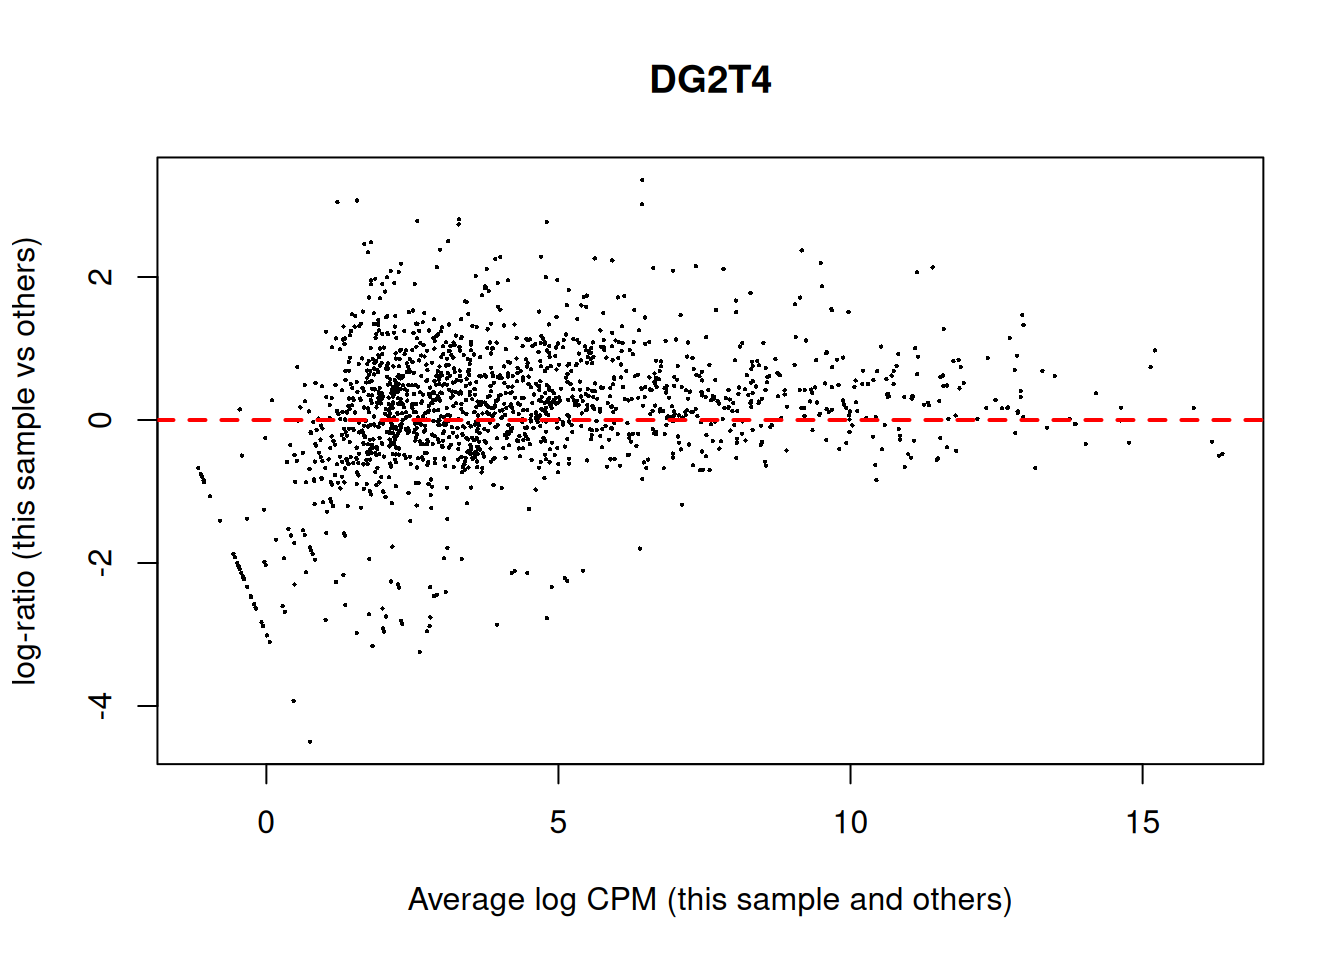 DG2T4
log-ratio (this sample vs others)
2
0
-2
-4
0 5 10 15
Average log CPM (this sample and others)